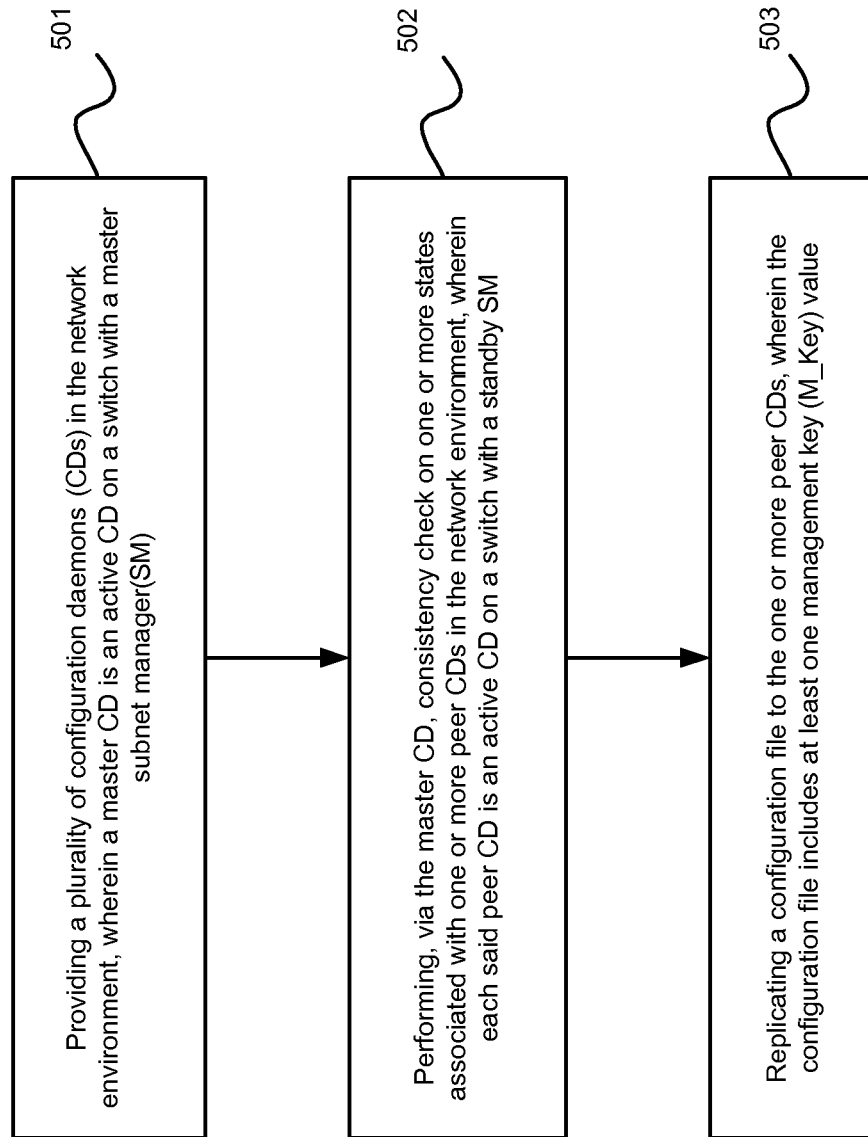 501
Providing a plurality of configuration daemons (CDs) in the network
environment, wherein a master CD is an active CD on a switch with a master
subnet manager(SM)
502
Performing, via the master CD, consistency check on one or more states
associated with one or more peer CDs in the network environment, wherein
each said peer CD is an active CD on a switch with a standby SM
503
Replicating a configuration file to the one or more peer CDs, wherein the
configuration file includes at least one management key (M_Key) value